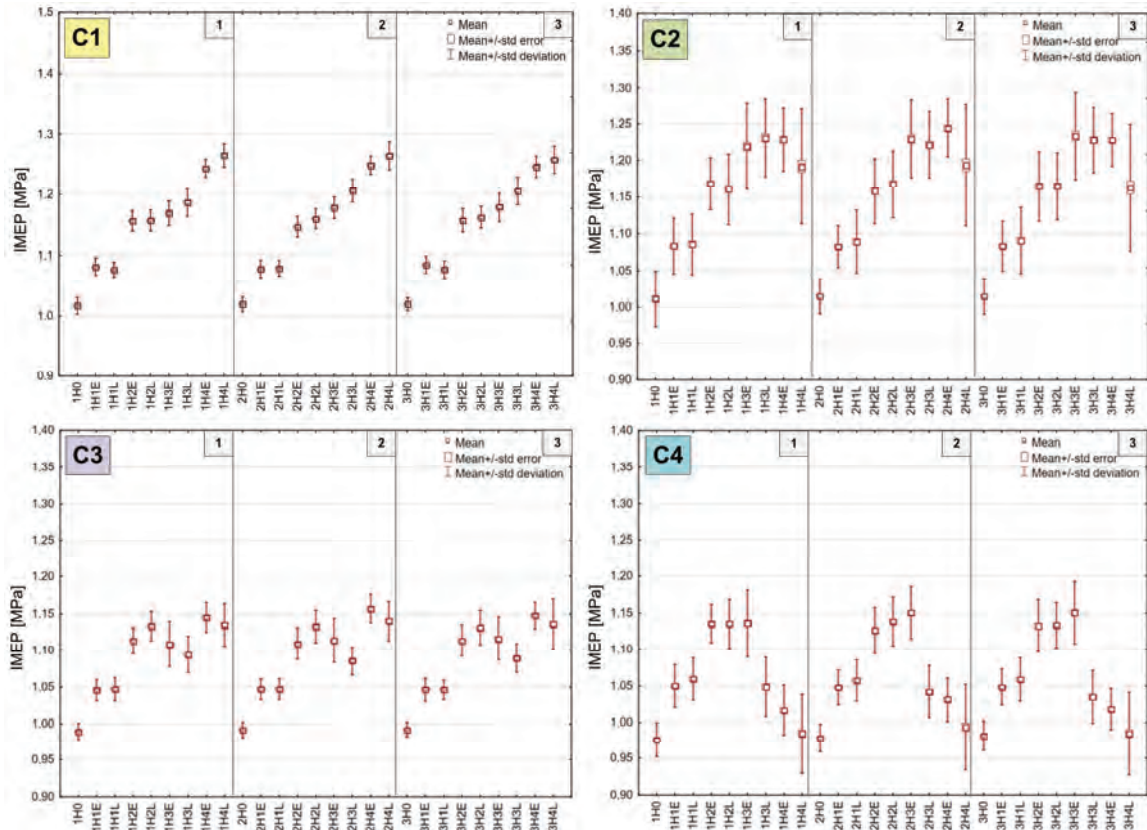 C1
1
2
3
Mean
Mean+/-std error
Mean+/-std deviation
IMEP [MPa]
1.5
1.4
1.3
1.2
1.1
1.0
0.9
1H0 1H1E 1H1L 1H2E 1H2L 1H3E 1H3L 1H4E 1H4L 2H0 2H1E 2H1L 2H2E 2H2L 2H3E 2H3L 2H4E 2H4L 3H0 3H1E 3H1L 3H2E 3H2L 3H3E 3H3L 3H4E 3H4L
C2
1
2
3
Mean
Mean+/-std error
Mean+/-std deviation
IMEP [MPa]
1.40
1.35
1.30
1.25
1.20
1.15
1.10
1.05
1.00
0.95
0.90
1H0 1H1E 1H1L 1H2E 1H2L 1H3E 1H3L 1H4E 1H4L 2H0 2H1E 2H1L 2H2E 2H2L 2H3E 2H3L 2H4E 2H4L 3H0 3H1E 3H1L 3H2E 3H2L 3H3E 3H3L 3H4E 3H4L
C3
1
2
3
Mean
Mean+/-std error
Mean+/-std deviation
IMEP [MPa]
1.40
1.35
1.30
1.25
1.20
1.15
1.10
1.05
1.00
0.95
0.90
1H0 1H1E 1H1L 1H2E 1H2L 1H3E 1H3L 1H4E 1H4L 2H0 2H1E 2H1L 2H2E 2H2L 2H3E 2H3L 2H4E 2H4L 3H0 3H1E 3H1L 3H2E 3H2L 3H3E 3H3L 3H4E 3H4L
C4
1
2
3
Mean
Mean+/-std error
Mean+/-std deviation
IMEP [MPa]
1.40
1.35
1.30
1.25
1.20
1.15
1.10
1.05
1.00
0.95
0.90
1H0 1H1E 1H1L 1H2E 1H2L 1H3E 1H3L 1H4E 1H4L 2H0 2H1E 2H1L 2H2E 2H2L 2H3E 2H3L 2H4E 2H4L 3H0 3H1E 3H1L 3H2E 3H2L 3H3E 3H3L 3H4E 3H4L